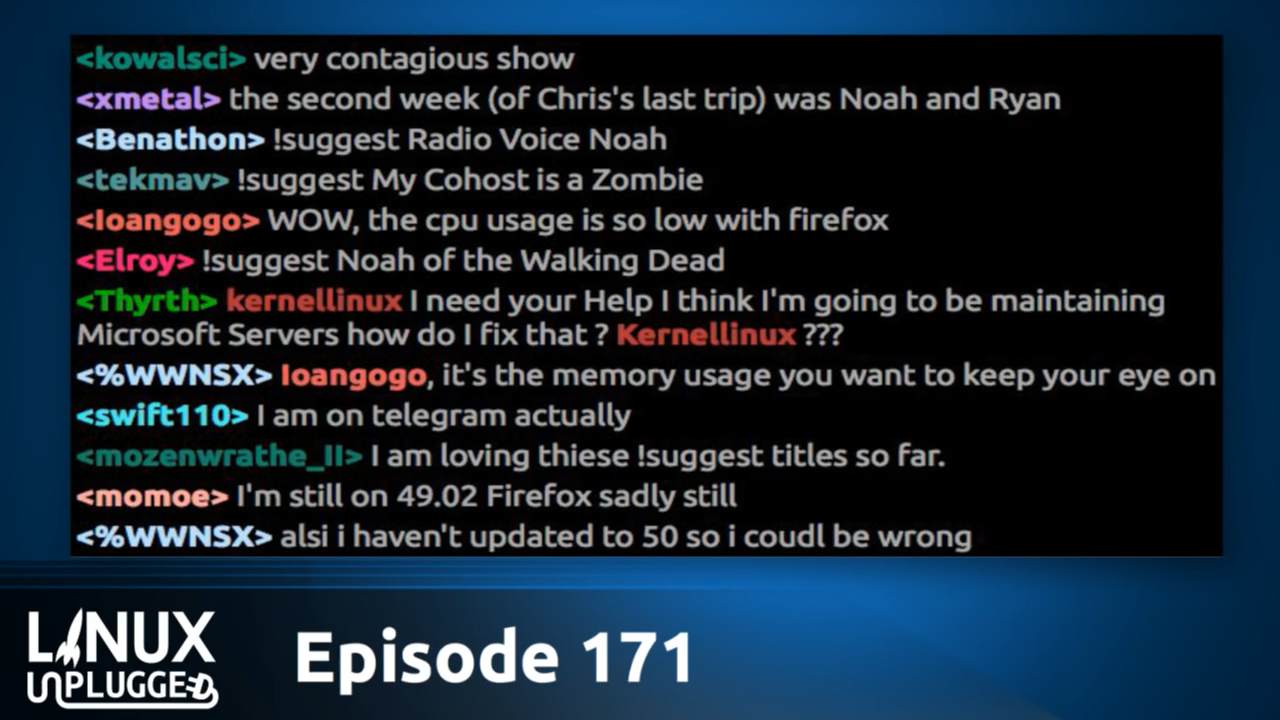 <kowalsci> very contagious show
<xmetal> the second week (of Chris's last trip) was Noah and Ryan
<Benathon> !suggest Radio Voice Noah
<tekmav> !suggest My Cohost is a Zombie
<Ioangogo> WOW, the cpu usage is so low with firefox
<Elroy> !suggest Noah of the Walking Dead
<Thyrth> kernellinux I need your Help I think I'm going to be maintaining
Microsoft Servers how do I fix that ? Kernellinux ???
<%WWNSX> Ioangogo, it's the memory usage you want to keep your eye on
<swift110> I am on telegram actually
<mozenwrathe_II> I am loving thiese !suggest titles so far.
<momoe> I'm still on 49.02 Firefox sadly still
<%WWNSX> alsi i haven't updated to 50 so i coudl be wrong
LINUX
UNPLUGGED
Episode 171